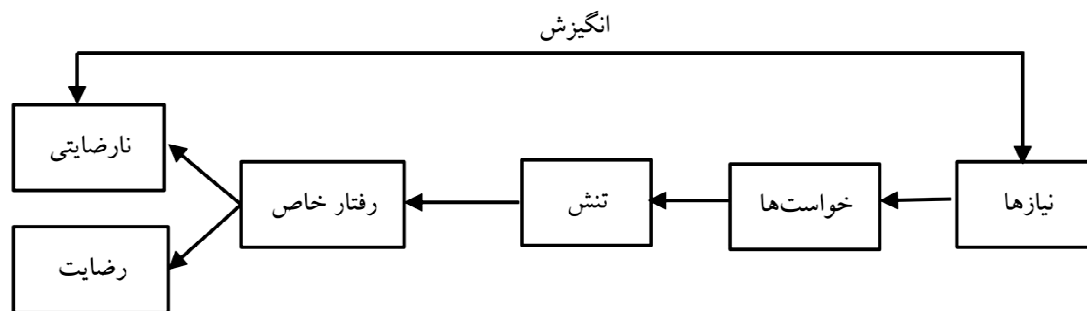 انگیزش
نیازها
خواست‌ها
تنش
رفتار خاص
نارضایتی
رضایت